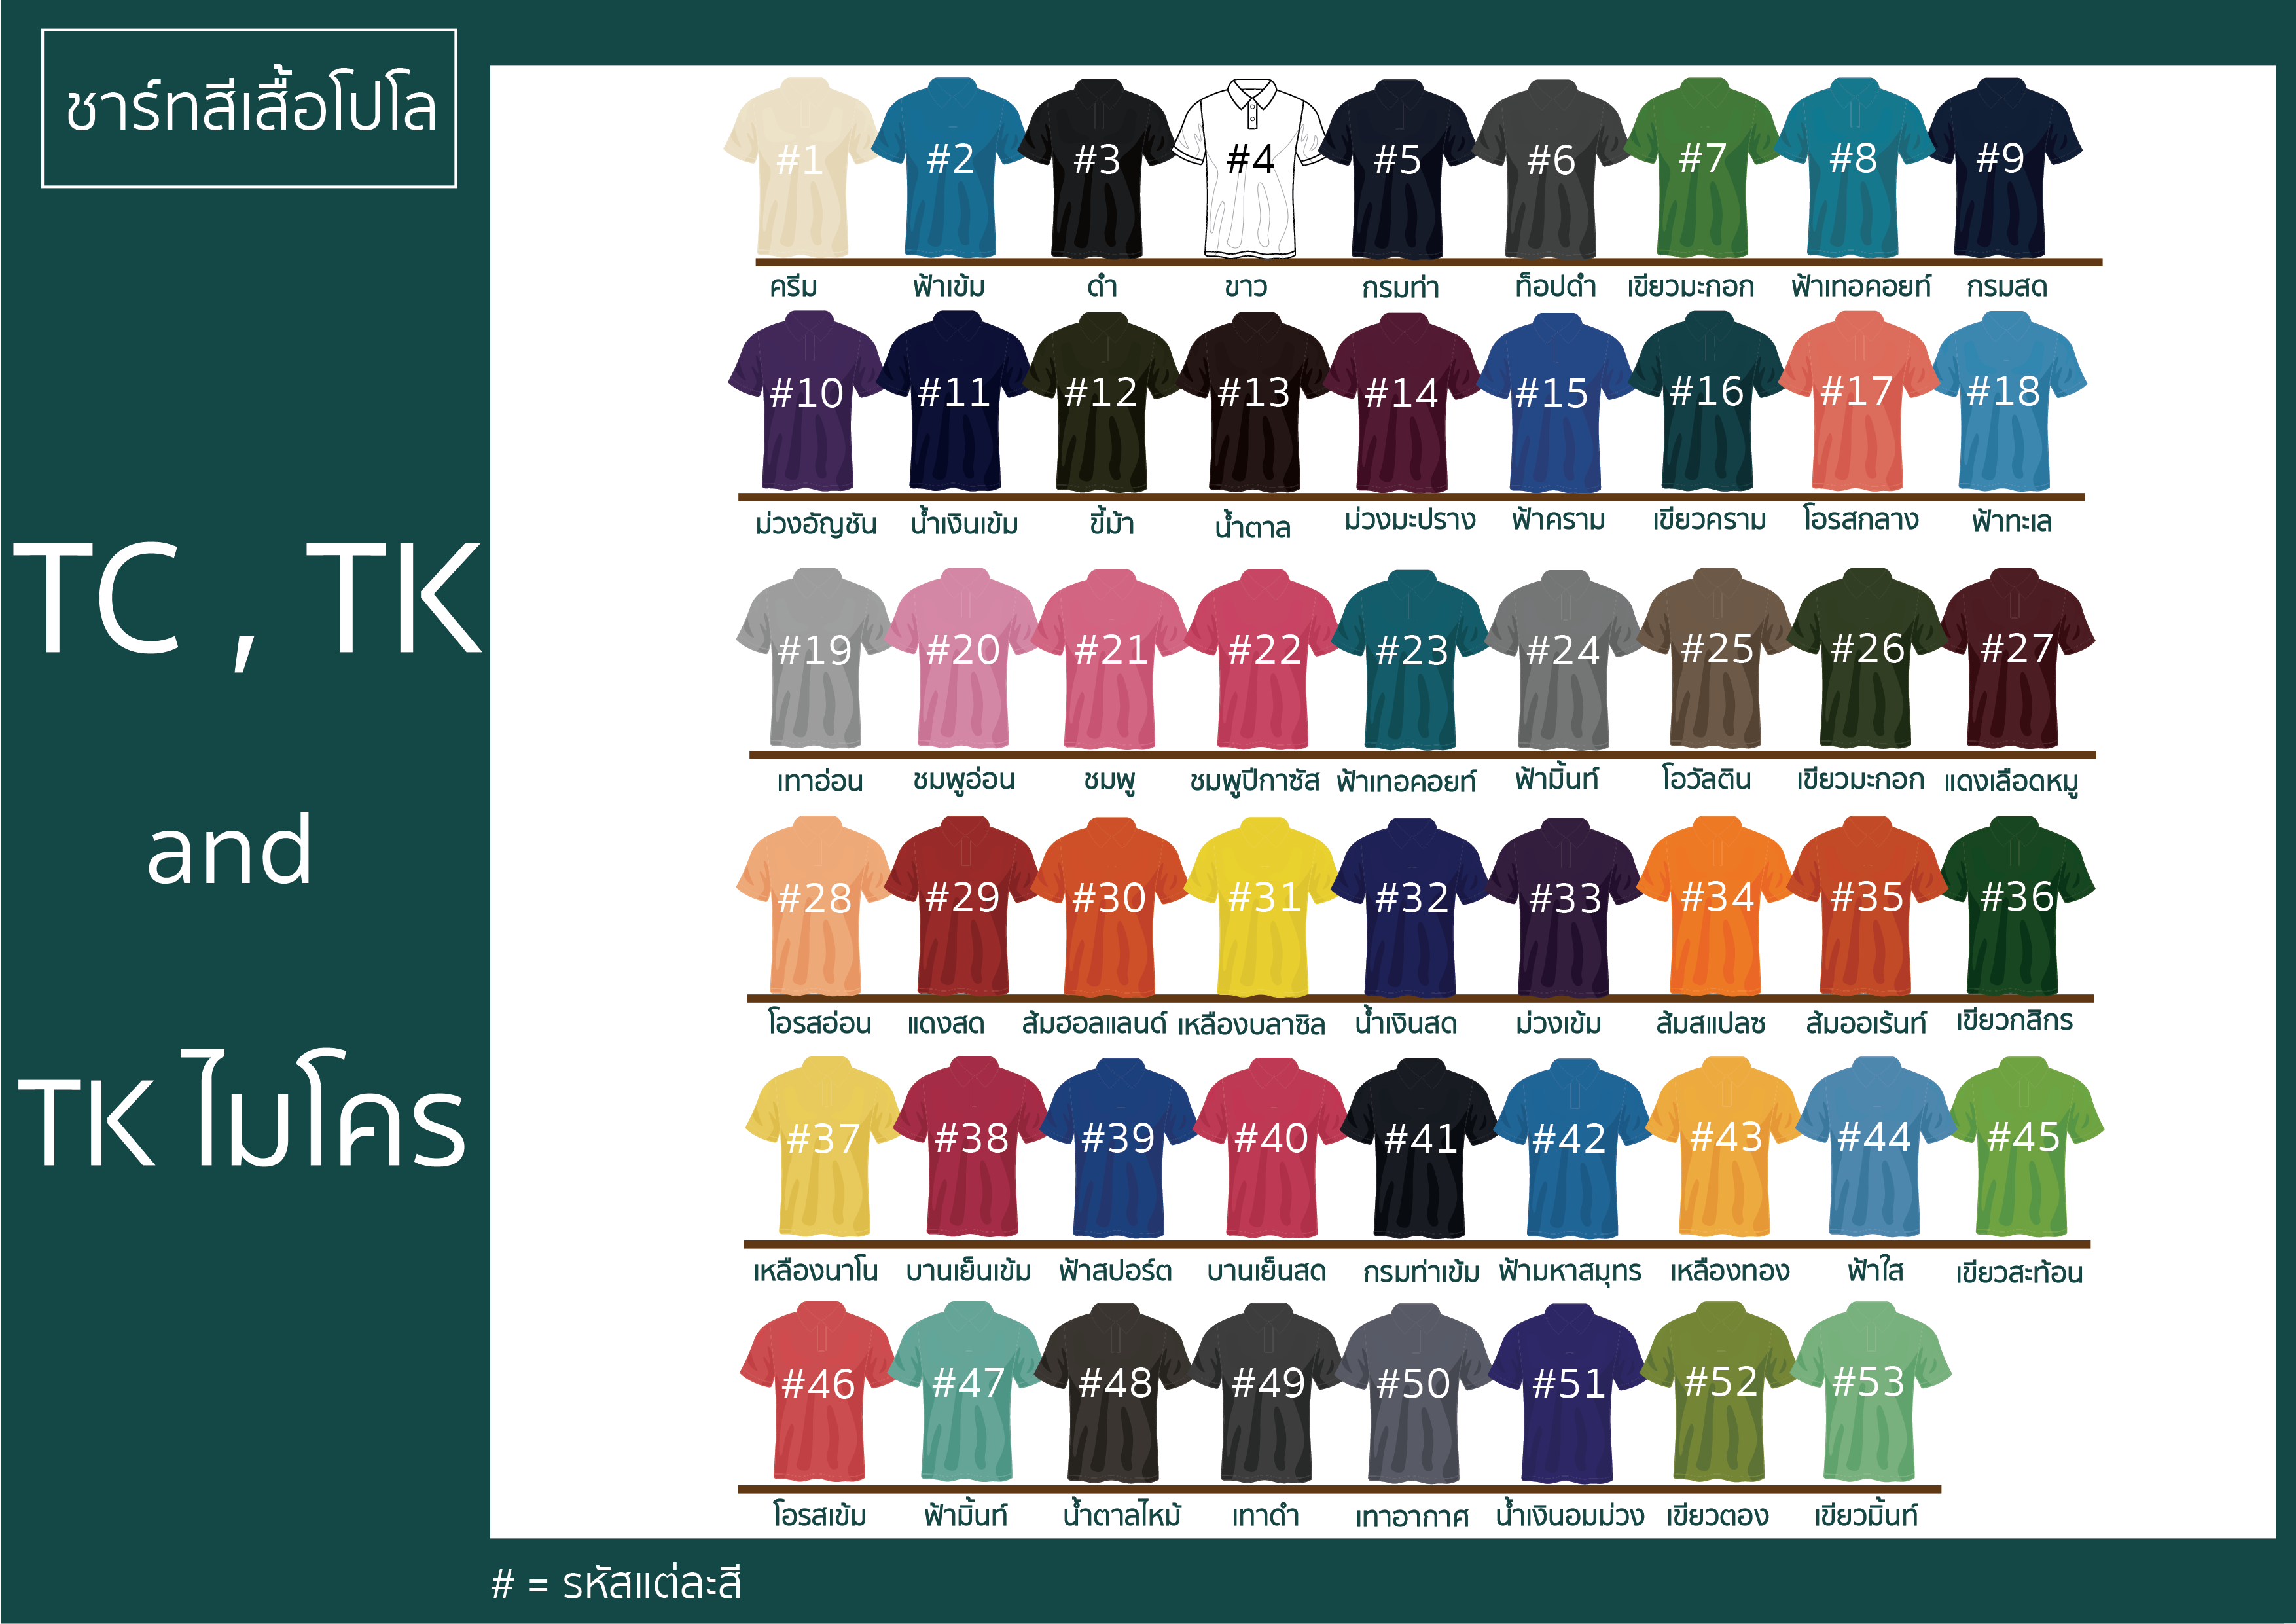 ชาร์ทสีเสื้อโปโล
TC , TK
and
TK ไมโคร
#1 #2 #3 #4 #5 #6 #7 #8 #9
ครีม ฟ้าเข้ม ดำ ขาว กรมท่า ท็อปดำ เขียวมะกอก ฟ้าเทอคอยท์ กรมสด
#10 #11 #12 #13 #14 #15 #16 #17 #18
ม่วงอัญชัน น้ำเงินเข้ม ขี้ม้า น้ำตาล ม่วงมะปราง ฟ้าคราม เขียวคราม โอรสกลาง ฟ้าทะเล
#19 #20 #21 #22 #23 #24 #25 #26 #27
เทาอ่อน ชมพูอ่อน ชมพู ชมพูปีกาซัส ฟ้าเทอคอยท์ ฟ้ามิ้นท์ โอวัลติน เขียวมะกอก แดงเลือดหมู
#28 #29 #30 #31 #32 #33 #34 #35 #36
โอรสอ่อน แดงสด ส้มฮอลแลนด์ เหลืองบลาซิล น้ำเงินสด ม่วงเข้ม ส้มสแปลช ส้มออเร้นท์ เขียวกสิกร
#37 #38 #39 #40 #41 #42 #43 #44 #45
เหลืองนาโน บานเย็นเข้ม ฟ้าสปอร์ต บานเย็นสด กรมท่าเข้ม ฟ้ามหาสมุทร เหลืองทอง ฟ้าใส เขียวสะท้อน
#46 #47 #48 #49 #50 #51 #52 #53
โอรสเข้ม ฟ้ามิ้นท์ น้ำตาลไหม้ เทาดำ เทาอากาศ น้ำเงินอมม่วง เขียวตอง เขียวมิ้นท์
# = รหัสแต่ละสี